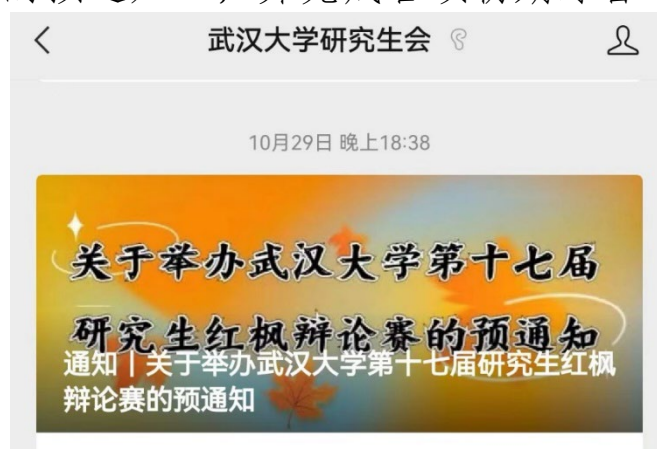 武汉大学研究生会
10月29日 晚上18:38
关于举办武汉大学第十七届
研究生红枫辩论赛的预通知
通知丨关于举办武汉大学第十七届研究生红枫
辩论赛的预通知